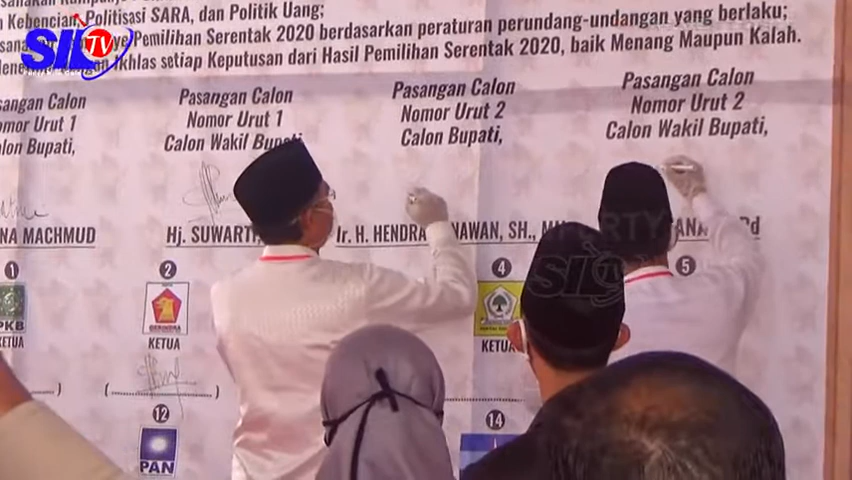 Kebencian, Politisasi SARA, dan Politik Uang;
SIL TV
Pemilihan Serentak 2020 berdasarkan peraturan perundang-undangan yang berlaku;
Ikhlas setiap Keputusan dari Hasil Pemilihan Serentak 2020, baik Menang Maupun Kalah.
Pasangan Calon
Nomor Urut 1
Calon Bupati,
Pasangan Calon
Nomor Urut 1
Calon Wakil Bupati
Pasangan Calon
Nomor Urut 2
Calon Bupati,
Pasangan Calon
Nomor Urut 2
Calon Wakil Bupati,
MACHMUD
Hj. SUWARTI
Ir. H. HENDRA
SH.,
1
2
4
5
PKB
GERINDRA
KETUA
KETUA
KETUA
12
14
PAN
SIL